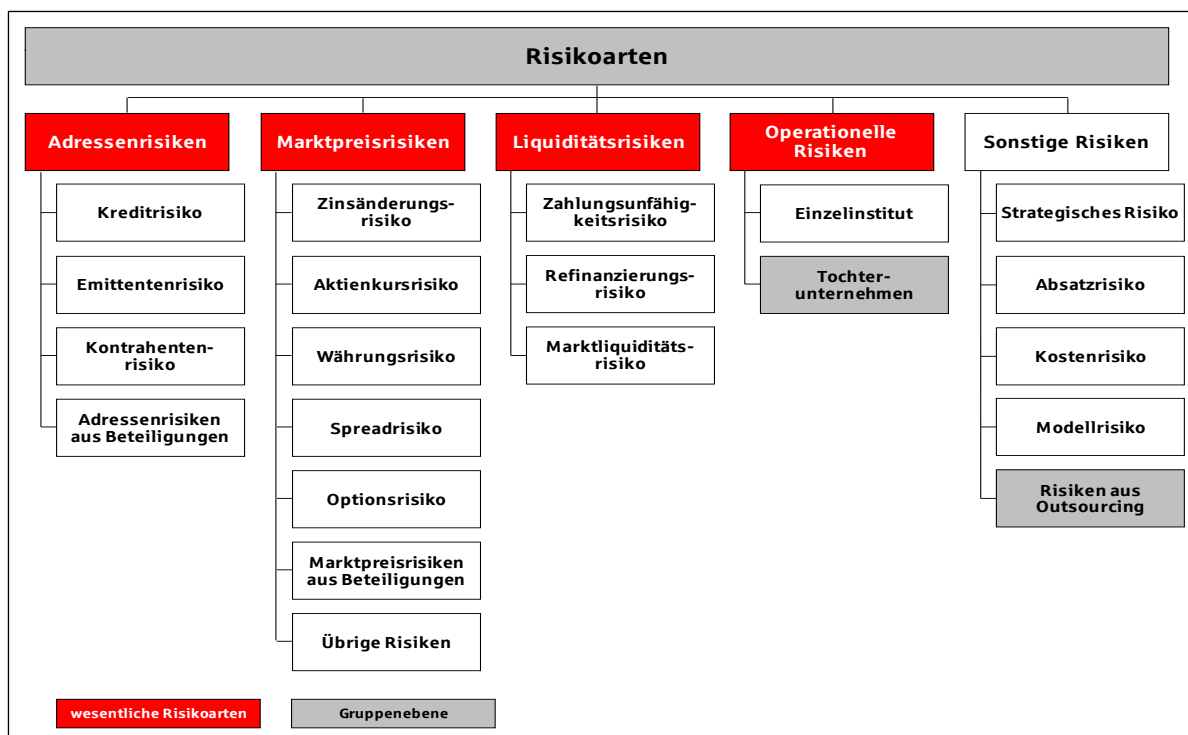 Risikoarten
Adressenrisiken
Marktpreisrisiken
Liquiditätsrisiken
Operationelle
Risiken
Sonstige Risiken
Kreditrisiko
Emittentenrisiko
Kontrahenten-
risiko
Adressenrisiken
aus Beteiligungen
Zinsänderungs-
risiko
Aktienkursrisiko
Währungsrisiko
Spreadrisiko
Optionsrisiko
Marktpreisrisiken
aus Beteiligungen
Übrige Risiken
Zahlungsunfähig-
keitsrisiko
Refinanzierungs-
risiko
Marktliquiditäts-
risiko
Einzelinstitut
Tochter-
unternehmen
Strategisches Risiko
Absatzrisiko
Kostenrisiko
Modellrisiko
Risiken aus
Outsourcing
wesentliche Risikoarten
Gruppenebene